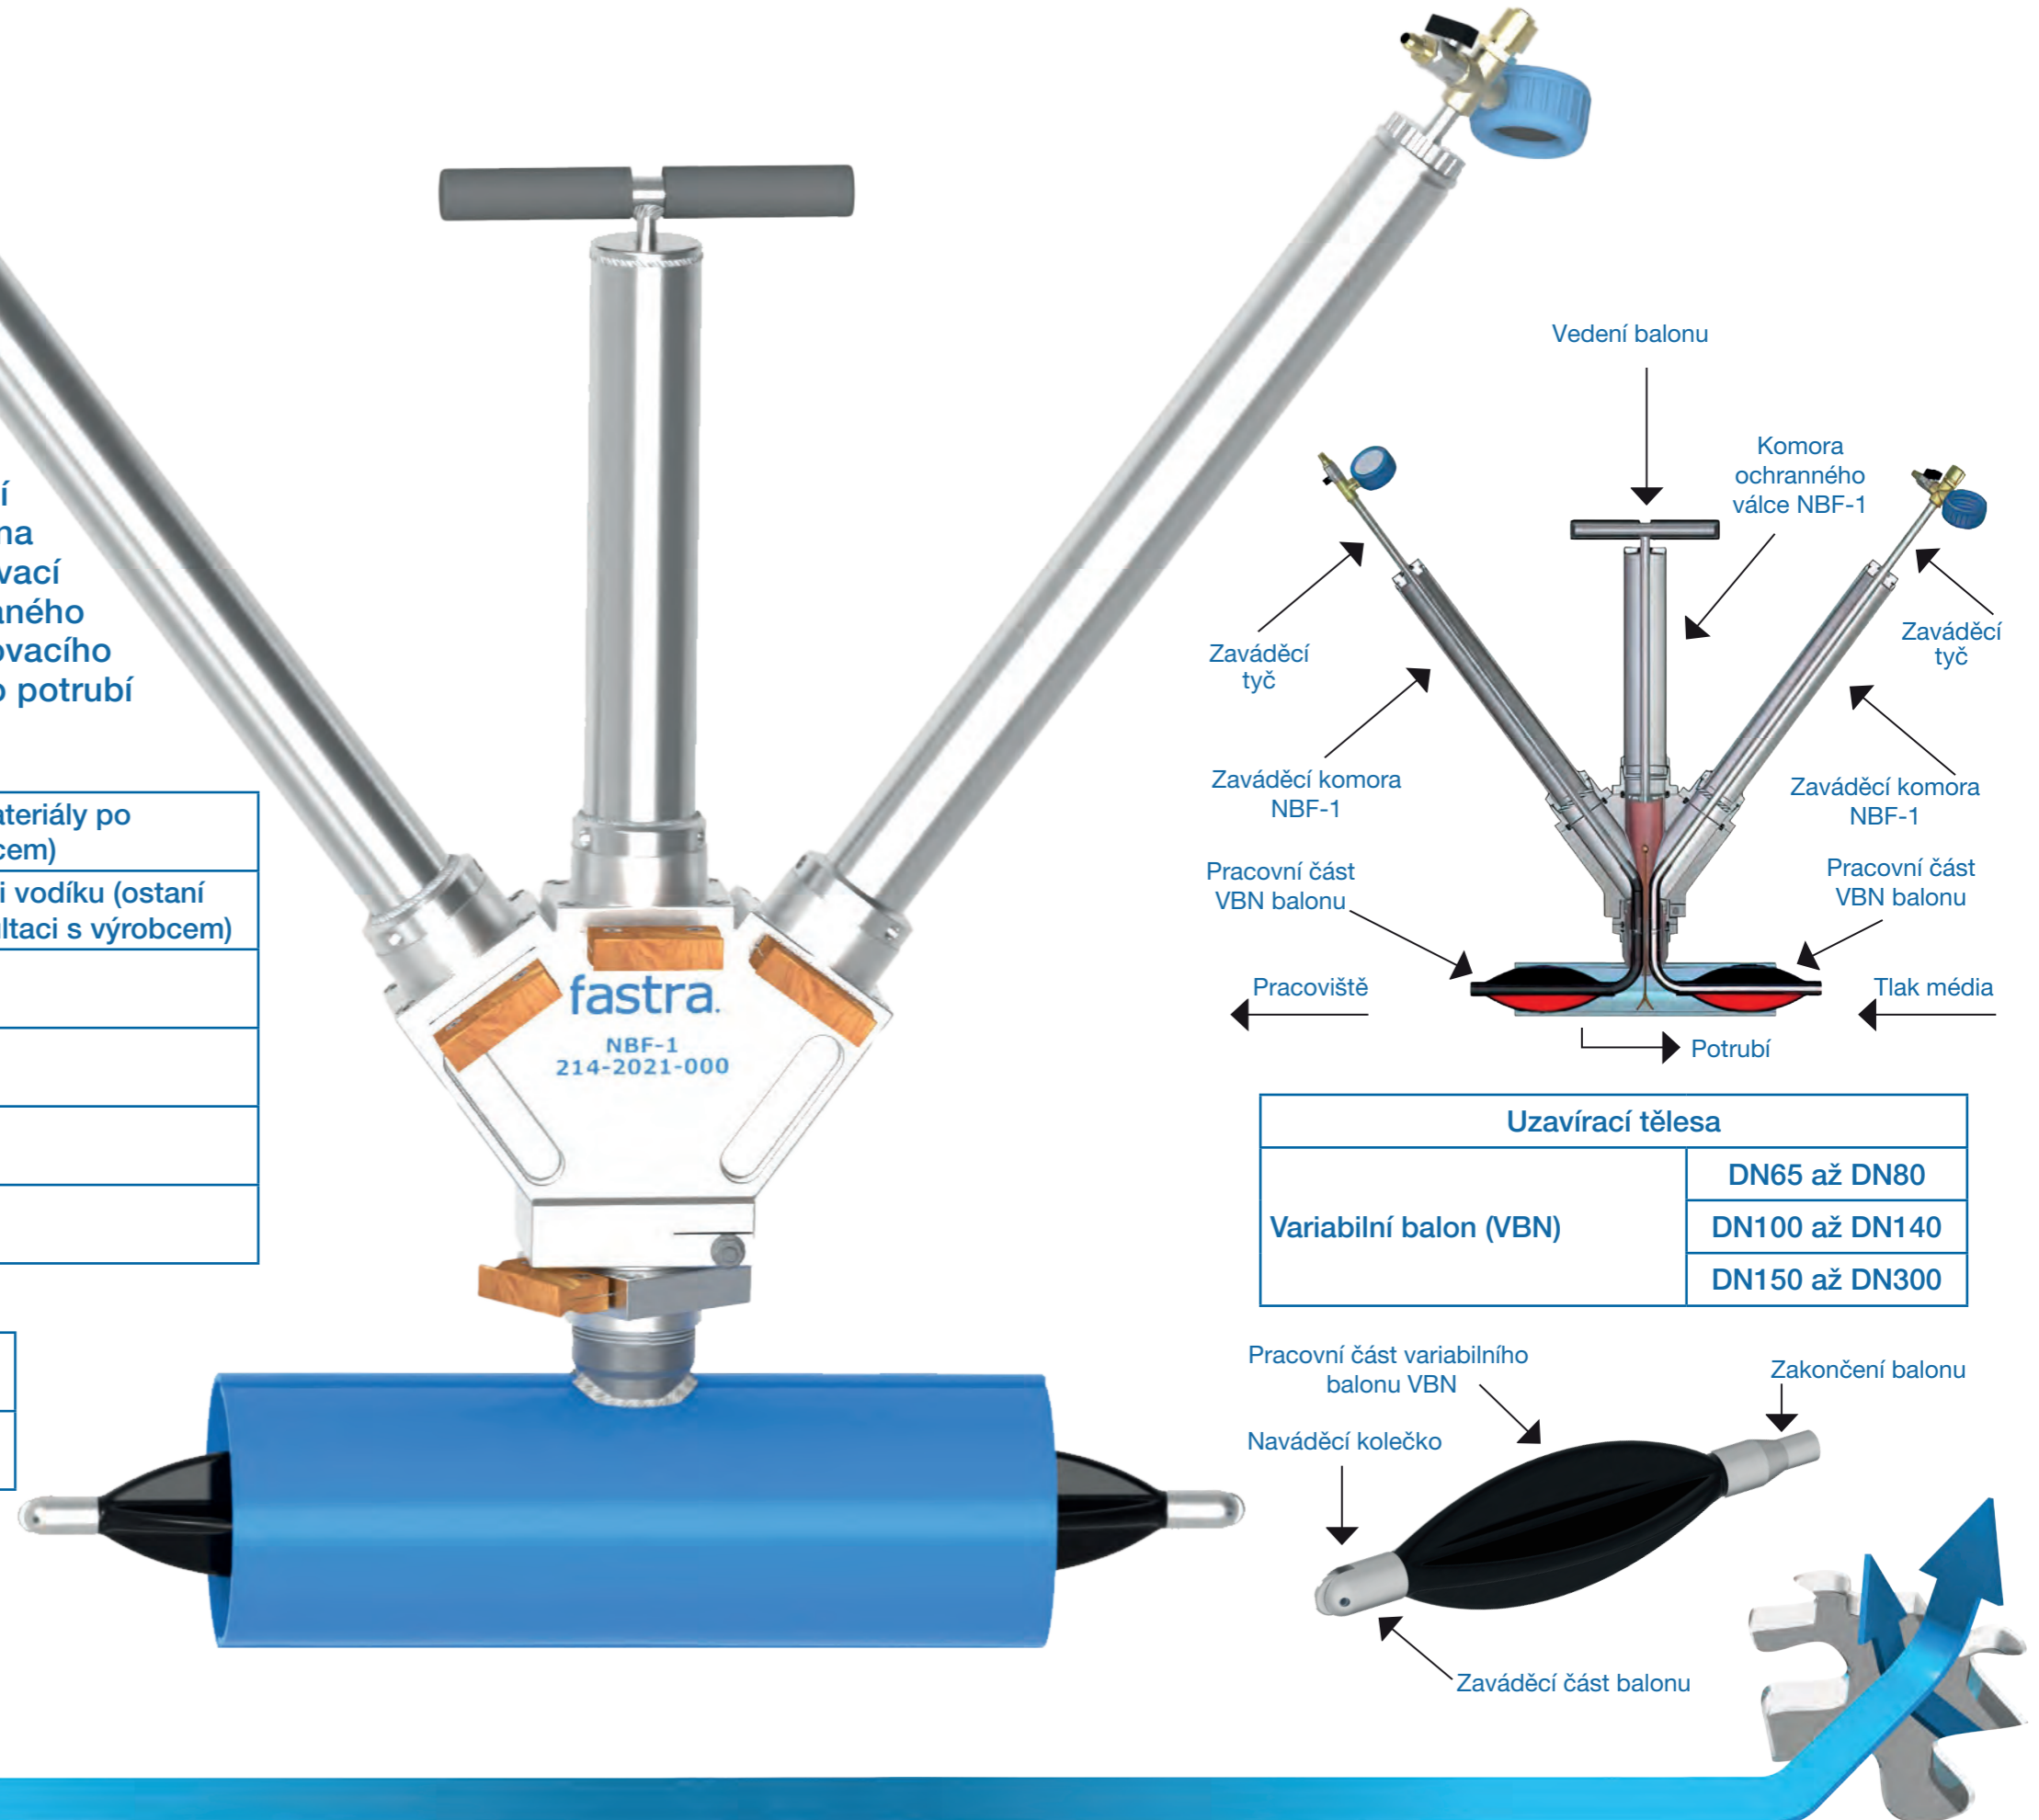 í
na
vací
aného
ovacího
o potrubí
ateriály po
cem)
i vodíku (ostaní
ltaci s výrobcem)
fastra.
NBF-1
214-2021-000
Vedení balonu
Komora
ochranného
válce NBF-1
Zaváděcí
tyč
Zaváděcí
tyč
Zaváděcí komora
NBF-1
Zaváděcí komora
NBF-1
Pracovní část
VBN balonu
Pracovní část
VBN balonu
Pracoviště
Tlak média
Potrubí
Uzavírací tělesa
Variabilní balon (VBN)
DN65 až DN80
DN100 až DN140
DN150 až DN300
Pracovní část variabilního
balonu VBN
Zakončení balonu
Naváděcí kolečko
Zaváděcí část balonu